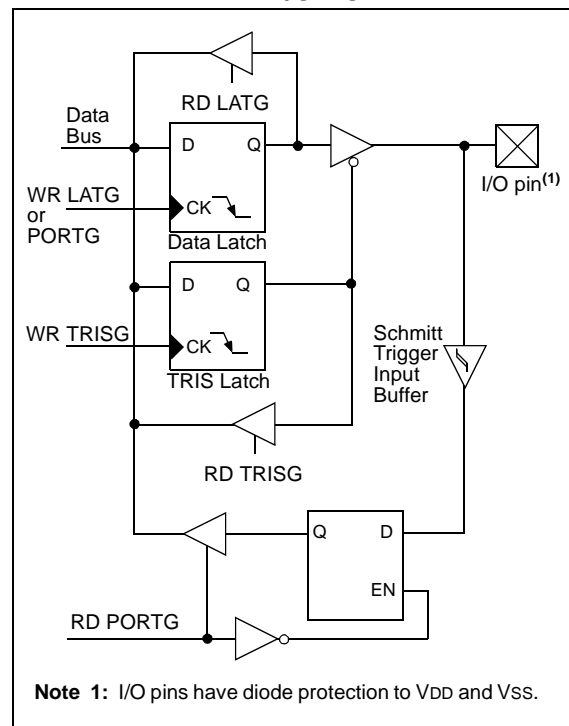 RD LATG
Data
Bus
D
Q
I/O pin(1)
WR LATG
or
PORTG
CK
Data Latch
D
Q
WR TRISG
CK
TRIS Latch
Schmitt
Trigger
Input
Buffer
RD TRISG
Q
D
EN
RD PORTG
Note 1: I/O pins have diode protection to VDD and VSS.